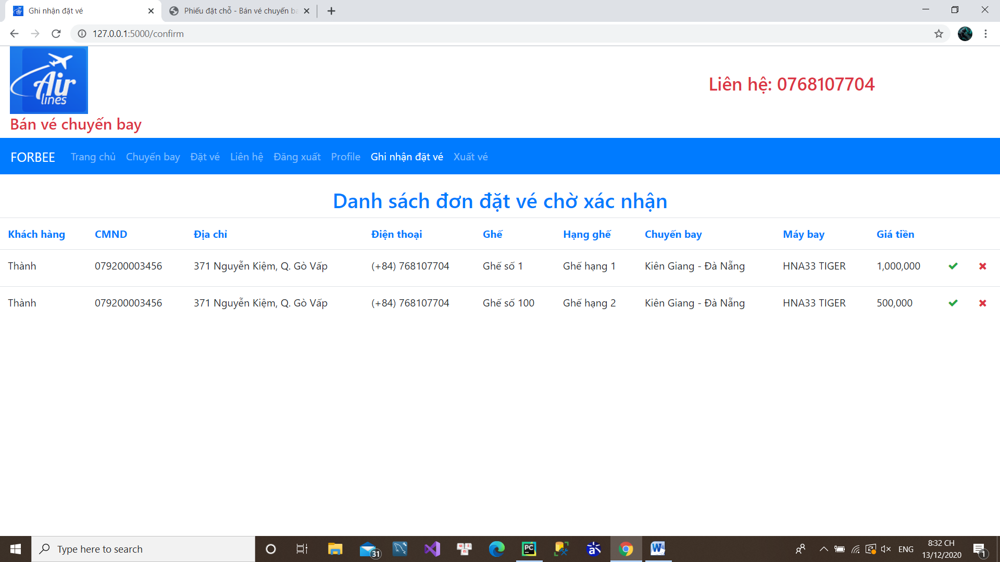 Ghi nhận đặt vé
Phiếu đặt chỗ - Bán vé chuyến ba
127.0.0.1:5000/confirm
Air
lines
Liên hệ: 0768107704
Bán vé chuyến bay
FORBEE Trang chủ Chuyến bay Đặt vé Liên hệ Đăng xuất Profile Ghi nhận đặt vé Xuất vé
Danh sách đơn đặt vé chờ xác nhận
Khách hàng CMND Địa chỉ Điện thoại Ghế Hạng ghế Chuyến bay Máy bay Giá tiền
Thành 079200003456 371 Nguyễn Kiệm, Q. Gò Vấp (+84) 768107704 Ghế số 1 Ghế hạng 1 Kiên Giang - Đà Nẵng HNA33 TIGER 1,000,000
Thành 079200003456 371 Nguyễn Kiệm, Q. Gò Vấp (+84) 768107704 Ghế số 100 Ghế hạng 2 Kiên Giang - Đà Nẵng HNA33 TIGER 500,000
Type here to search
31
PC
W
ENG
8:32 CH
13/12/2020
1